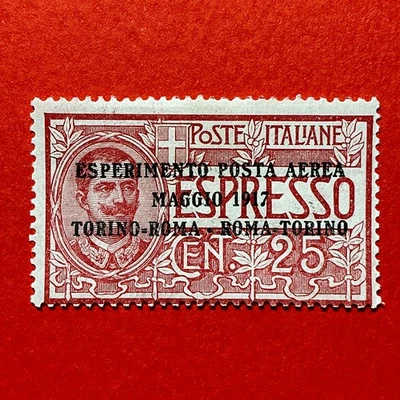 POSTE ITALIANE
ESPERIMENTO POSTA AEREA
MAGGIO 1917
ESPRESSO
TORINO-ROMA · ROMA-TORINO
CENT. 25